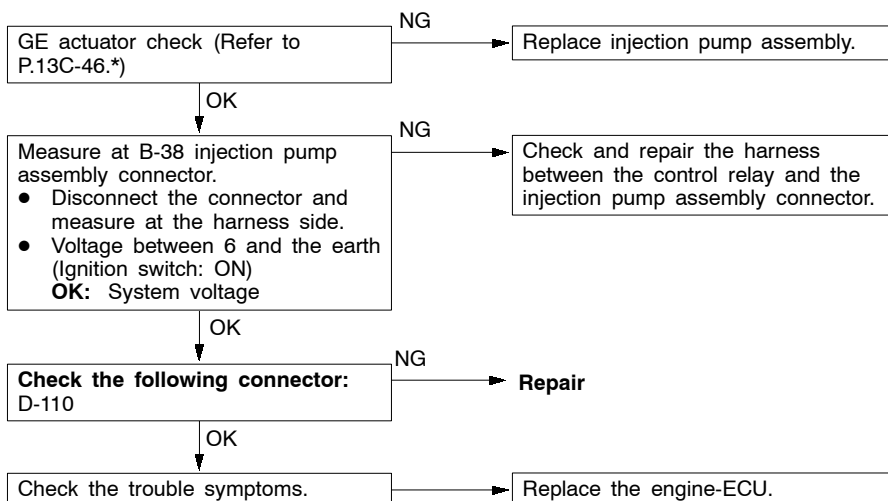 NG
GE actuator check (Refer to
P.13C-46.*)
Replace injection pump assembly.
OK
NG
Measure at B-38 injection pump
assembly connector.
● Disconnect the connector and
measure at the harness side.
● Voltage between 6 and the earth
(Ignition switch: ON)
OK: System voltage
Check and repair the harness
between the control relay and the
injection pump assembly connector.
OK
NG
Check the following connector:
D-110
Repair
OK
Check the trouble symptoms.
Replace the engine-ECU.